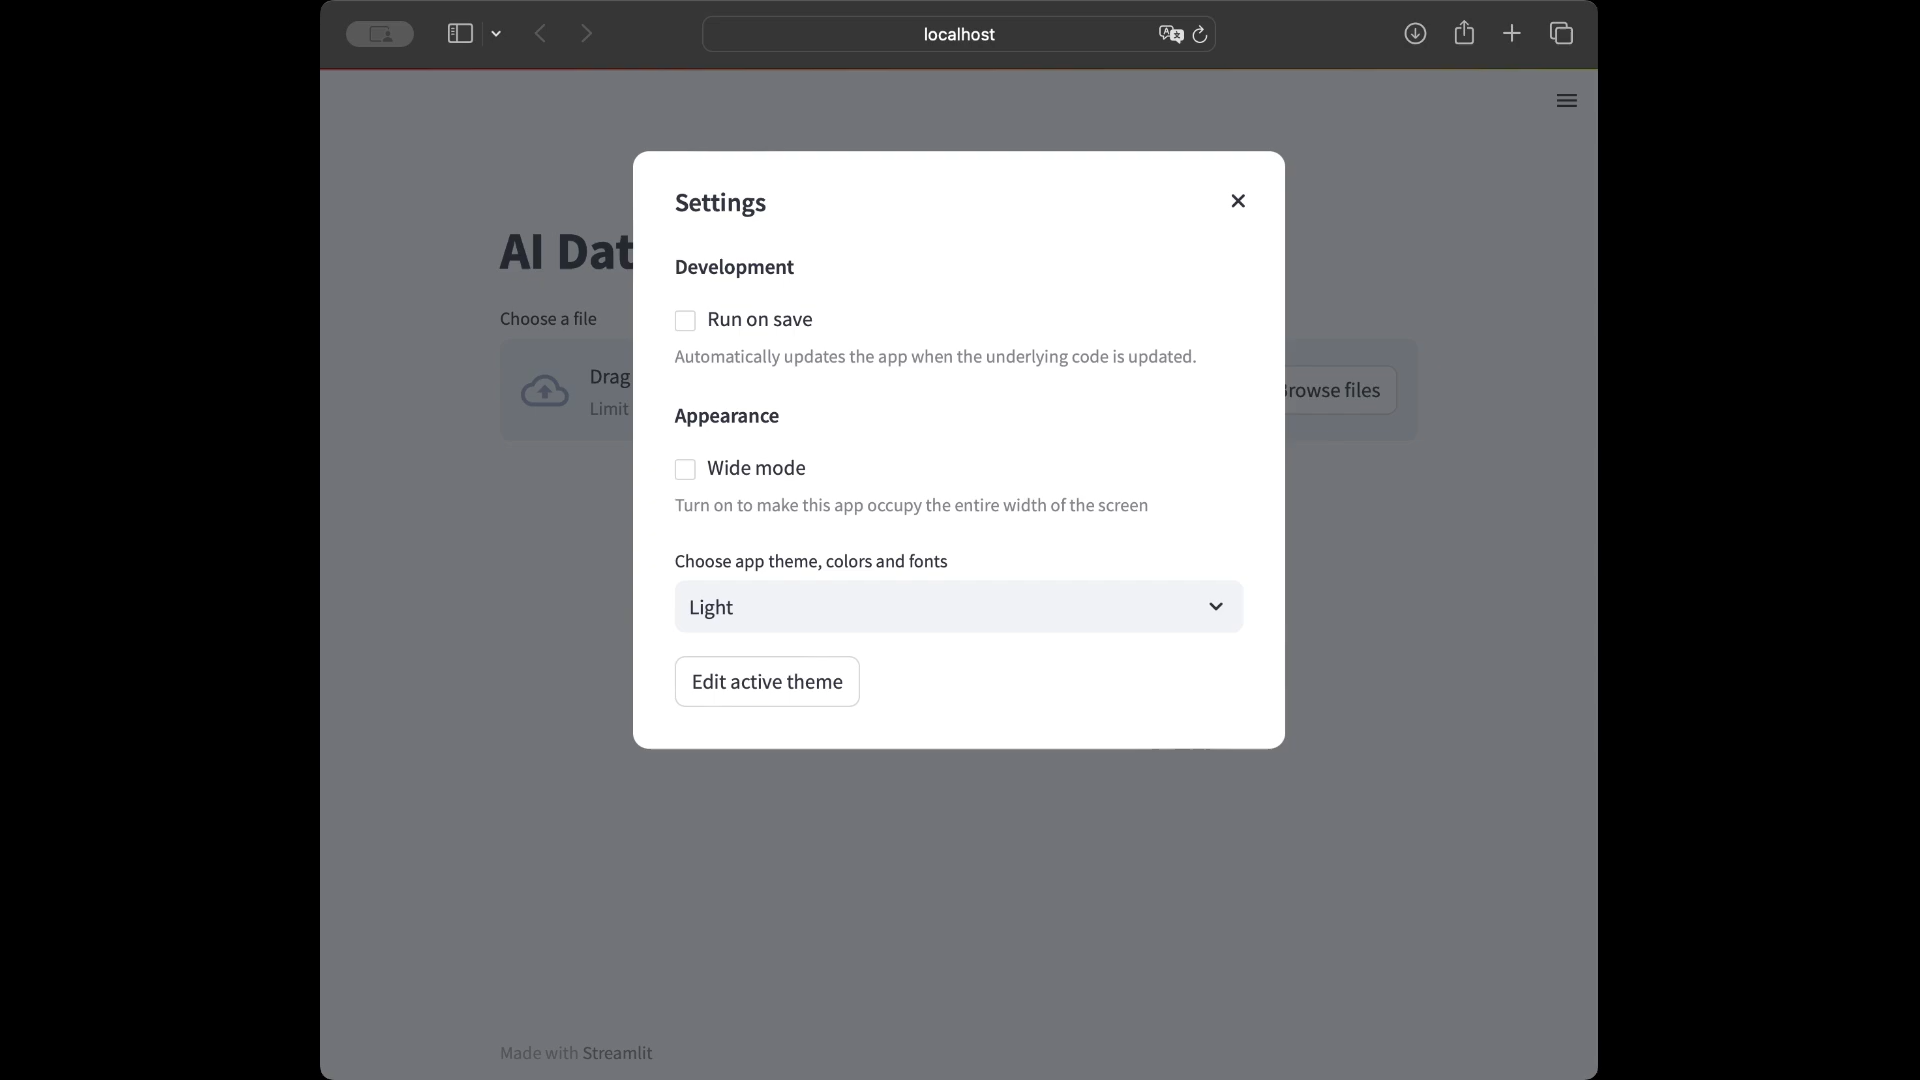 localhost
Settings
AI Dat
Development
Choose a file
Run on save
Automatically updates the app when the underlying code is updated.
Drag
Limit
rowse files
Appearance
Wide mode
Turn on to make this app occupy the entire width of the screen
Choose app theme, colors and fonts
Light
Edit active theme
Made with Streamlit